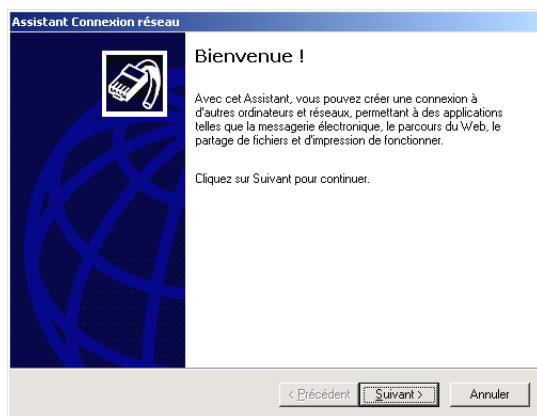 Assistant Connexion réseau
Bienvenue !
Avec cet Assistant, vous pouvez créer une connexion à
d'autres ordinateurs et réseaux, permettant à des applications
telles que la messagerie électronique, le parcours du Web, le
partage de fichiers et d'impression de fonctionner.
Cliquez sur Suivant pour continuer.
< Précédent Suivant > Annuler